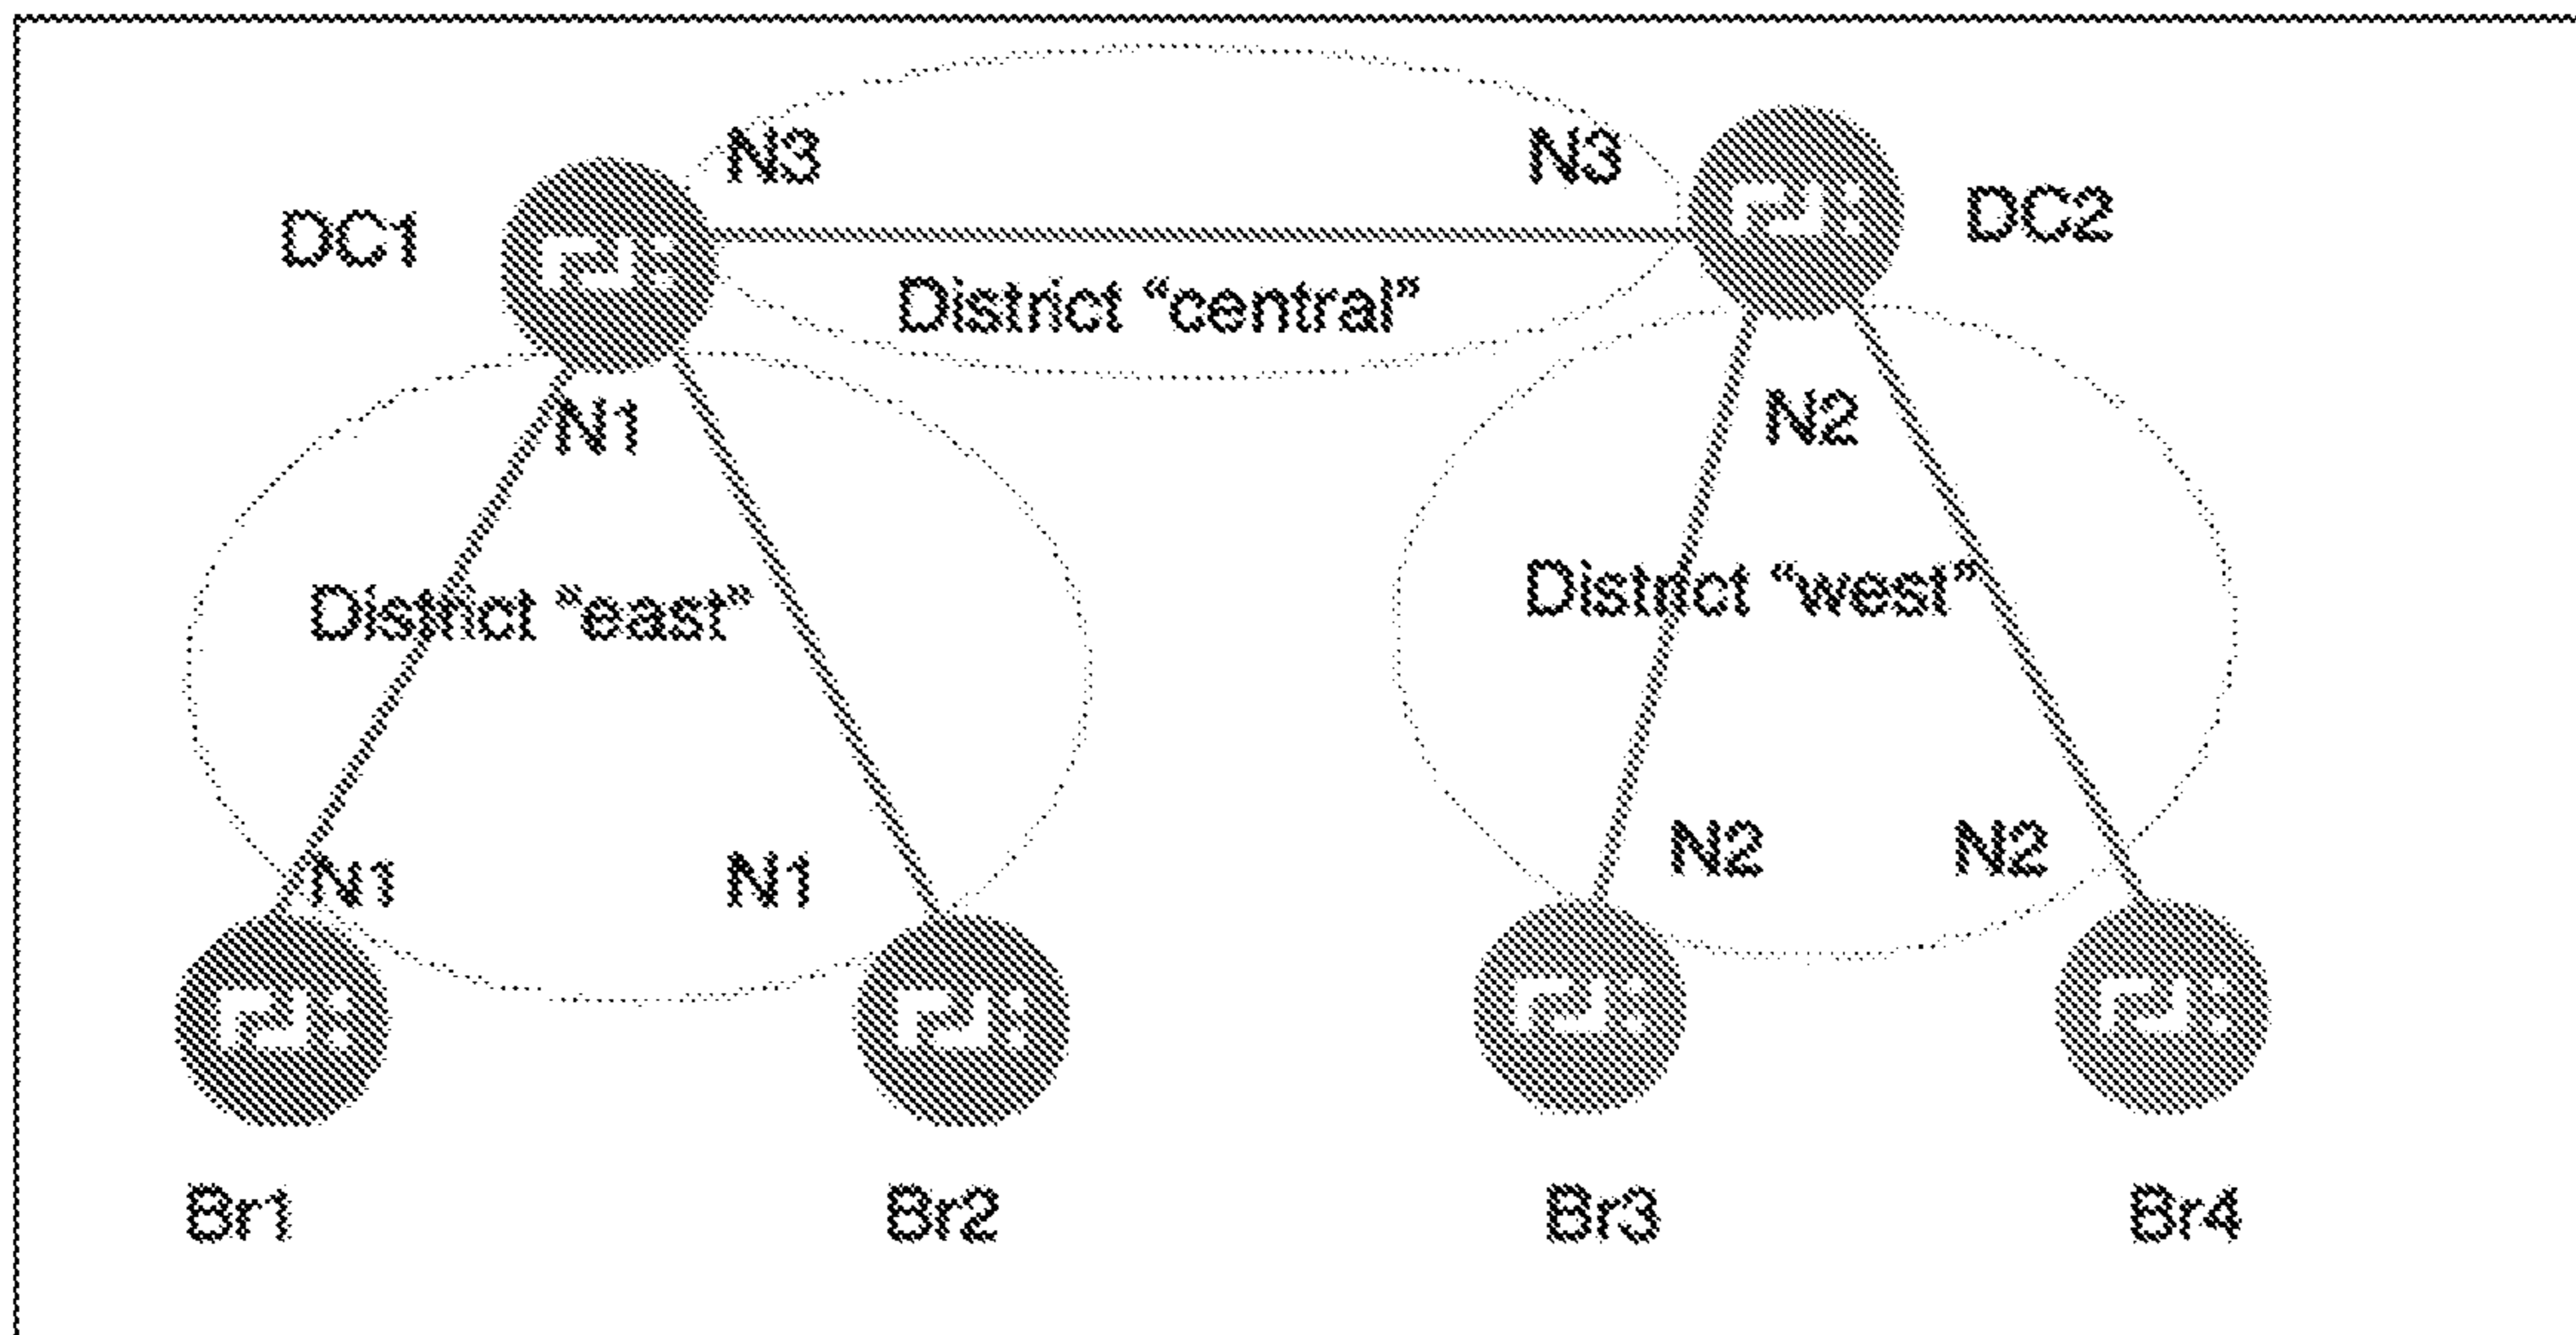 N3 N3
DC1 DC2
District “central”
N1 N2
District “east” District “west”
N1 N1 N2 N2
Br1 Br2 Br3 Br4